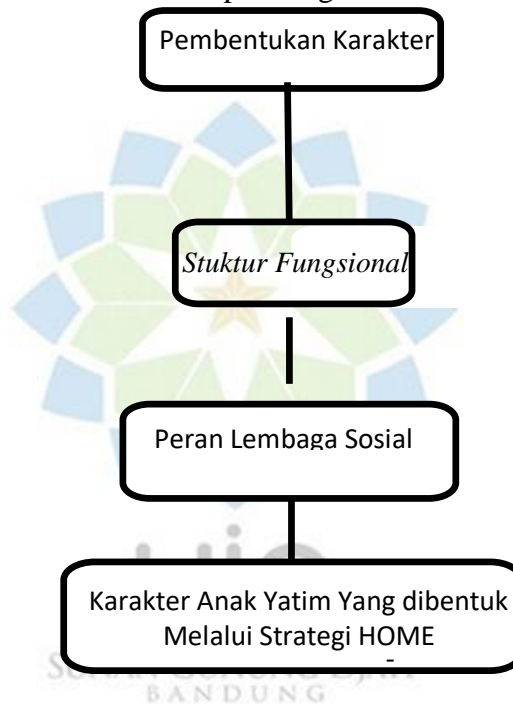 Pembentukan Karakter
Stuktur Fungsional
Peran Lembaga Sosial
Karakter Anak Yatim Yang dibentuk
Melalui Strategi HOME
BANDUNG